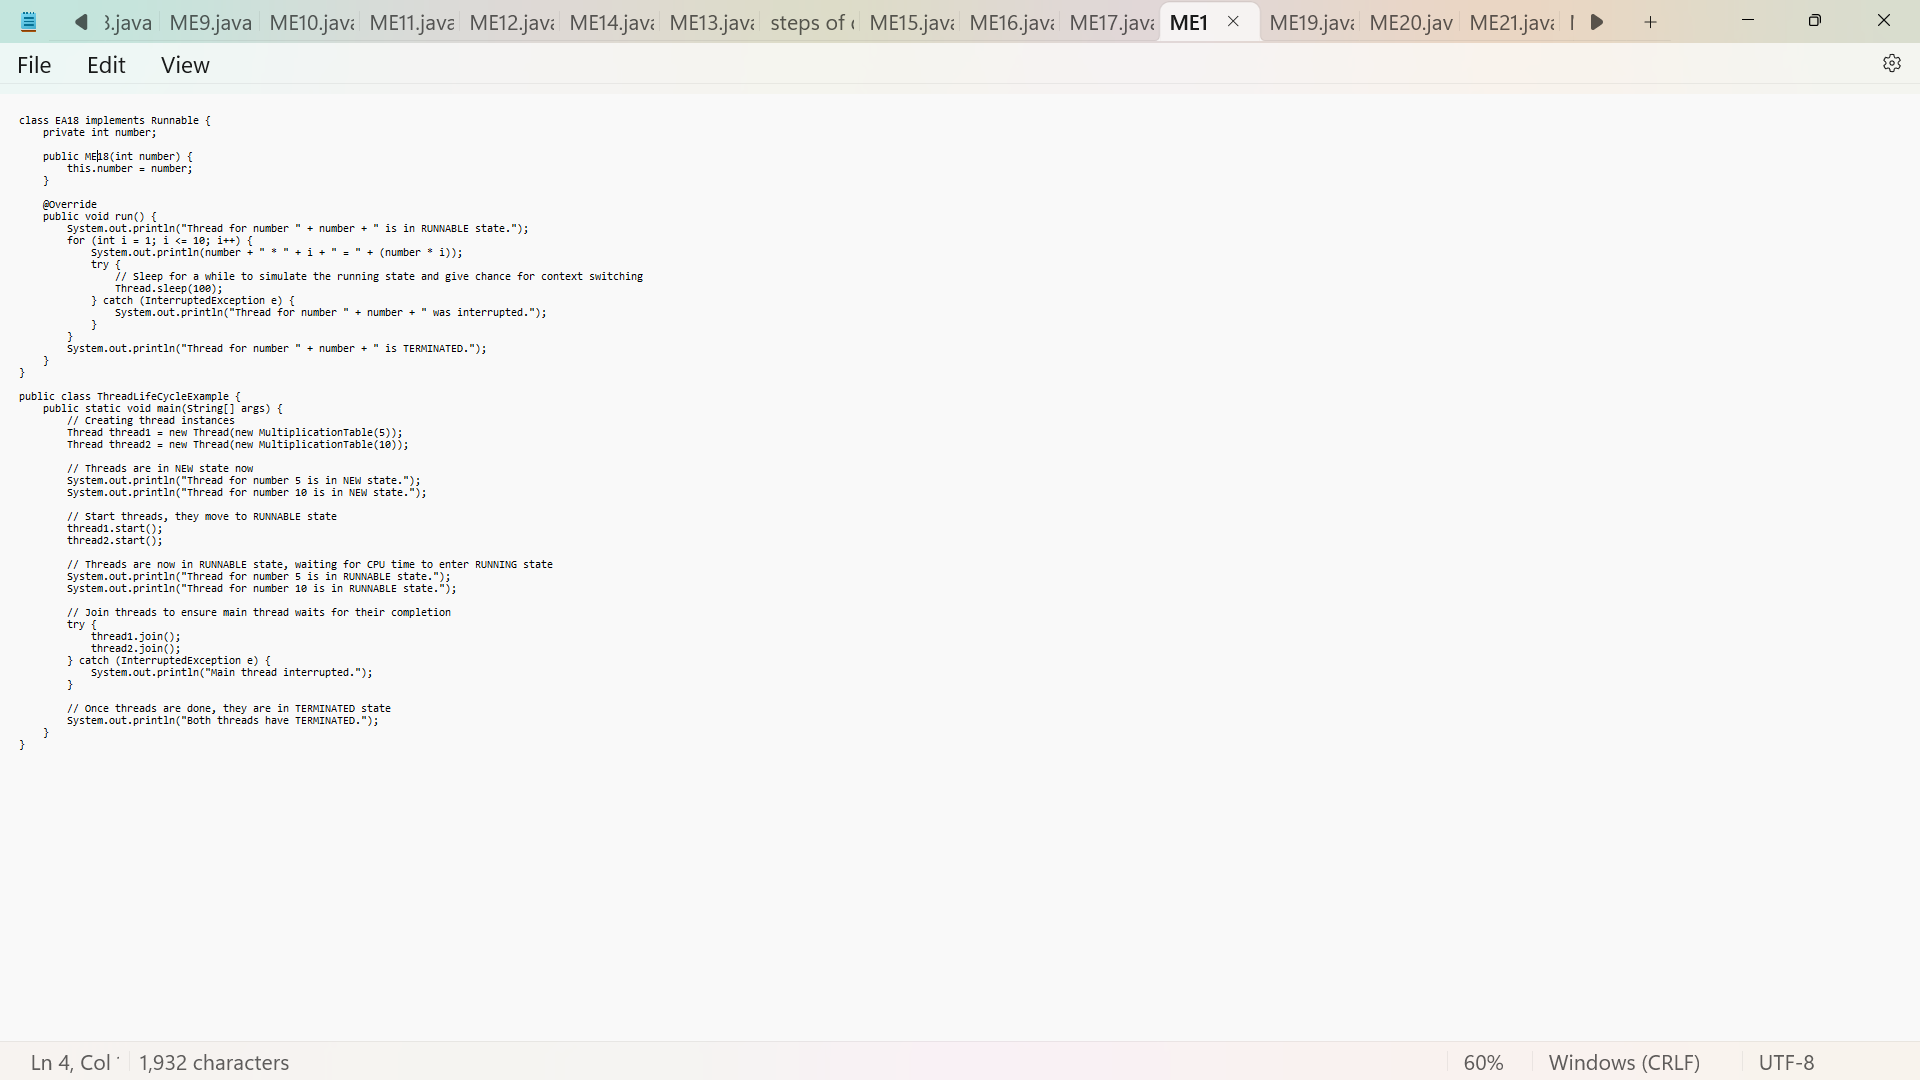 .java ME9.java ME10.java ME11.java ME12.java ME14.java ME13.java steps of ME15.java ME16.java ME17.java ME1 ME19.java ME20.jav ME21.java
File Edit View
class EA18 implements Runnable {
    private int number;
    public ME18(int number) {
        this.number = number;
    }
    @Override
    public void run() {
        System.out.println("Thread for number " + number + " is in RUNNABLE state.");
        for (int i = 1; i <= 10; i++) {
            System.out.println(number + " * " + i + " = " + (number * i));
            try {
                // Sleep for a while to simulate the running state and give chance for context switching
                Thread.sleep(100);
            } catch (InterruptedException e) {
                System.out.println("Thread for number " + number + " was interrupted.");
            }
        }
        System.out.println("Thread for number " + number + " is TERMINATED.");
    }
}
public class ThreadLifeCycleExample {
    public static void main(String[] args) {
        // Creating thread instances
        Thread thread1 = new Thread(new MultiplicationTable(5));
        Thread thread2 = new Thread(new MultiplicationTable(10));
        // Threads are in NEW state now
        System.out.println("Thread for number 5 is in NEW state.");
        System.out.println("Thread for number 10 is in NEW state.");
        // Start threads, they move to RUNNABLE state
        thread1.start();
        thread2.start();
        // Threads are now in RUNNABLE state, waiting for CPU time to enter RUNNING state
        System.out.println("Thread for number 5 is in RUNNABLE state.");
        System.out.println("Thread for number 10 is in RUNNABLE state.");
        // Join threads to ensure main thread waits for their completion
        try {
            thread1.join();
            thread2.join();
        } catch (InterruptedException e) {
            System.out.println("Main thread interrupted.");
        }
        // Once threads are done, they are in TERMINATED state
        System.out.println("Both threads have TERMINATED.");
    }
}
Ln 4, Col 1,932 characters 60% Windows (CRLF) UTF-8